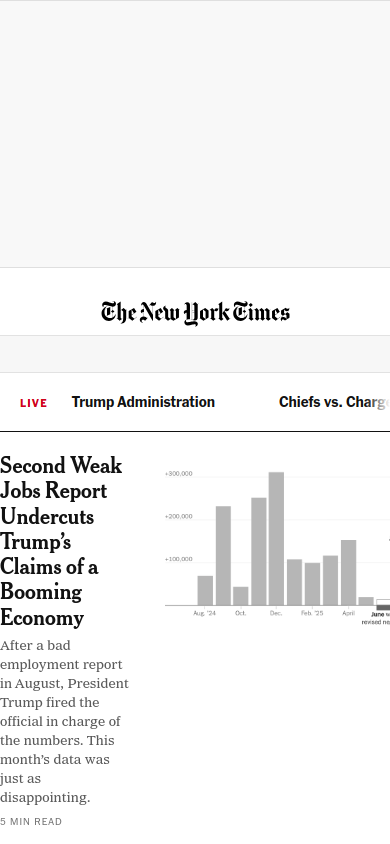 The New York Times
LIVE Trump Administration Chiefs vs. Charg
Second Weak
Jobs Report
Undercuts
Trump's
Claims of a
Booming
Economy
After a bad
employment report
in August, President
Trump fired the
official in charge of
the numbers. This
month's data was
just as
disappointing.
5 MIN READ
+300,000
+200,000
+100,000
Aug. '24 Oct. Dec. Feb. '25 April
June w
revised ne